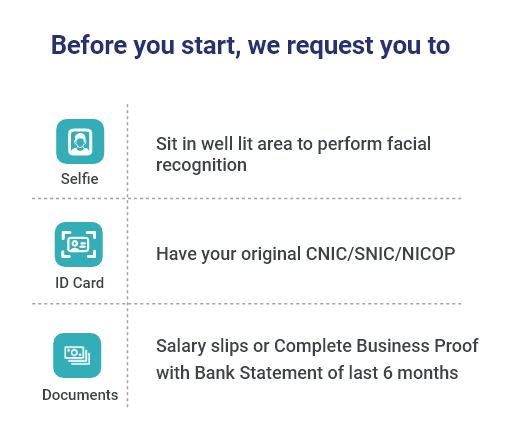 Before you start, we request you to
Selfie
Sit in well lit area to perform facial
recognition
ID Card
Have your original CNIC/SNIC/NICOP
Documents
Salary slips or Complete Business Proof
with Bank Statement of last 6 months